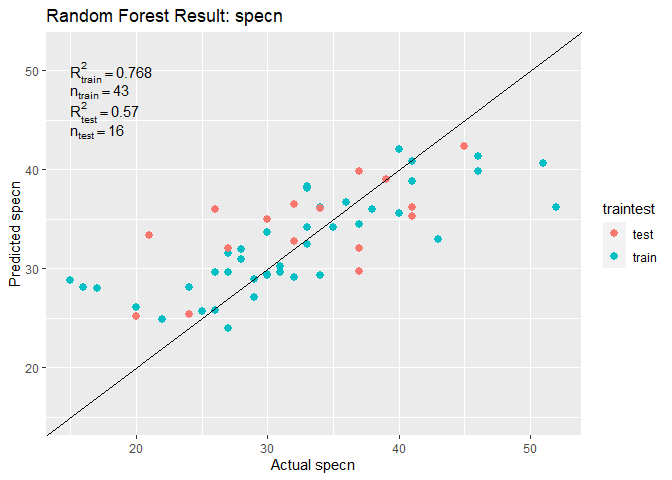 Random Forest Result: specn
R²train = 0.768
ntrain = 43
R²test = 0.57
ntest = 16
50
40
30
20
Predicted specn
20 30 40 50
Actual specn
traintest
test
train